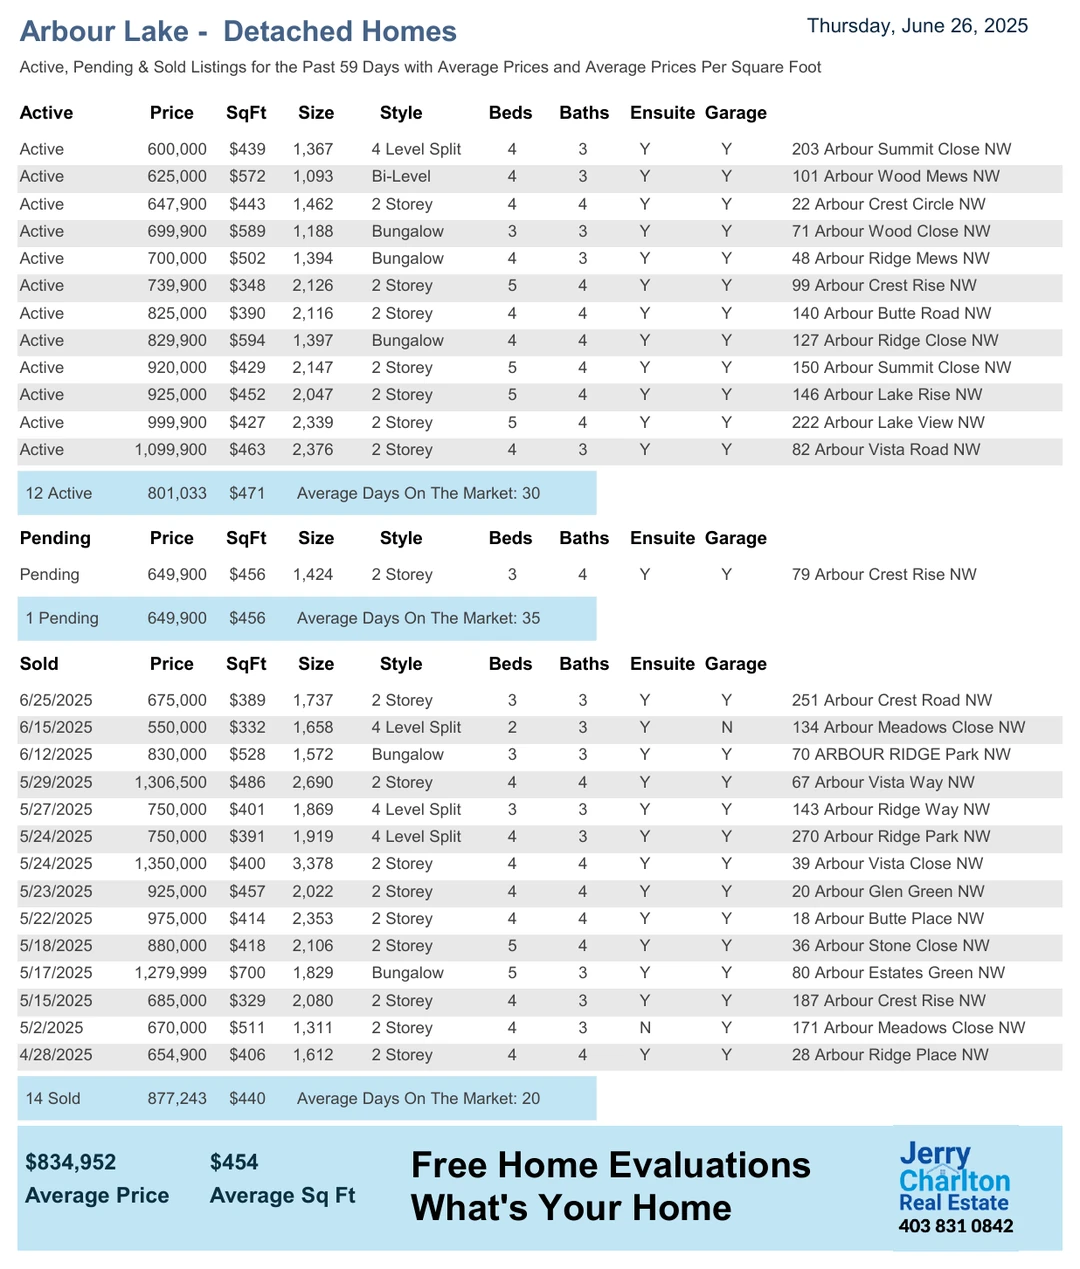 Arbour Lake - Detached Homes
Thursday, June 26, 2025
Active, Pending & Sold Listings for the Past 59 Days with Average Prices and Average Prices Per Square Foot
Active Price SqFt Size Style Beds Baths Ensuite Garage
Active 600,000 $439 1,367 4 Level Split 4 3 Y Y 203 Arbour Summit Close NW
Active 625,000 $572 1,093 Bi-Level 4 3 Y Y 101 Arbour Wood Mews NW
Active 647,900 $443 1,462 2 Storey 4 4 Y Y 22 Arbour Crest Circle NW
Active 699,900 $589 1,188 Bungalow 3 3 Y Y 71 Arbour Wood Close NW
Active 700,000 $502 1,394 Bungalow 4 3 Y Y 48 Arbour Ridge Mews NW
Active 739,900 $348 2,126 2 Storey 5 4 Y Y 99 Arbour Crest Rise NW
Active 825,000 $390 2,116 2 Storey 4 4 Y Y 140 Arbour Butte Road NW
Active 829,900 $594 1,397 Bungalow 4 4 Y Y 127 Arbour Ridge Close NW
Active 920,000 $429 2,147 2 Storey 5 4 Y Y 150 Arbour Summit Close NW
Active 925,000 $452 2,047 2 Storey 5 4 Y Y 146 Arbour Lake Rise NW
Active 999,900 $427 2,339 2 Storey 5 4 Y Y 222 Arbour Lake View NW
Active 1,099,900 $463 2,376 2 Storey 4 3 Y Y 82 Arbour Vista Road NW
12 Active 801,033 $471 Average Days On The Market: 30
Pending Price SqFt Size Style Beds Baths Ensuite Garage
Pending 649,900 $456 1,424 2 Storey 3 4 Y Y 79 Arbour Crest Rise NW
1 Pending 649,900 $456 Average Days On The Market: 35
Sold Price SqFt Size Style Beds Baths Ensuite Garage
6/25/2025 675,000 $389 1,737 2 Storey 3 3 Y Y 251 Arbour Crest Road NW
6/15/2025 550,000 $332 1,658 4 Level Split 2 3 Y N 134 Arbour Meadows Close NW
6/12/2025 830,000 $528 1,572 Bungalow 3 3 Y Y 70 ARBOUR RIDGE Park NW
5/29/2025 1,306,500 $486 2,690 2 Storey 4 4 Y Y 67 Arbour Vista Way NW
5/27/2025 750,000 $401 1,869 4 Level Split 3 3 Y Y 143 Arbour Ridge Way NW
5/24/2025 750,000 $391 1,919 4 Level Split 4 3 Y Y 270 Arbour Ridge Park NW
5/24/2025 1,350,000 $400 3,378 2 Storey 4 4 Y Y 39 Arbour Vista Close NW
5/23/2025 925,000 $457 2,022 2 Storey 4 4 Y Y 20 Arbour Glen Green NW
5/22/2025 975,000 $414 2,353 2 Storey 4 4 Y Y 18 Arbour Butte Place NW
5/18/2025 880,000 $418 2,106 2 Storey 5 4 Y Y 36 Arbour Stone Close NW
5/17/2025 1,279,999 $700 1,829 Bungalow 5 3 Y Y 80 Arbour Estates Green NW
5/15/2025 685,000 $329 2,080 2 Storey 4 3 Y Y 187 Arbour Crest Rise NW
5/2/2025 670,000 $511 1,311 2 Storey 4 3 N Y 171 Arbour Meadows Close NW
4/28/2025 654,900 $406 1,612 2 Storey 4 4 Y Y 28 Arbour Ridge Place NW
14 Sold 877,243 $440 Average Days On The Market: 20
$834,952 $454
Average Price Average Sq Ft
Free Home Evaluations
What's Your Home
Jerry
Charlton
Real Estate
403 831 0842